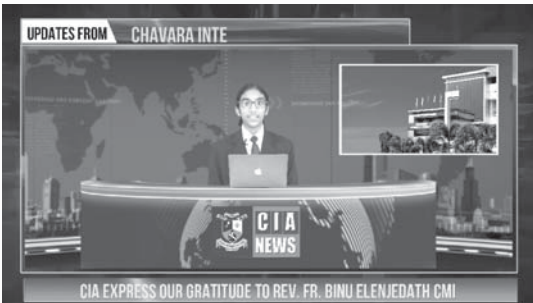 UPDATES FROM CHAVARA INTE
CIA
NEWS
CIA EXPRESS OUR GRATITUDE TO REV. FR. BINU ELENJEDATH CMI